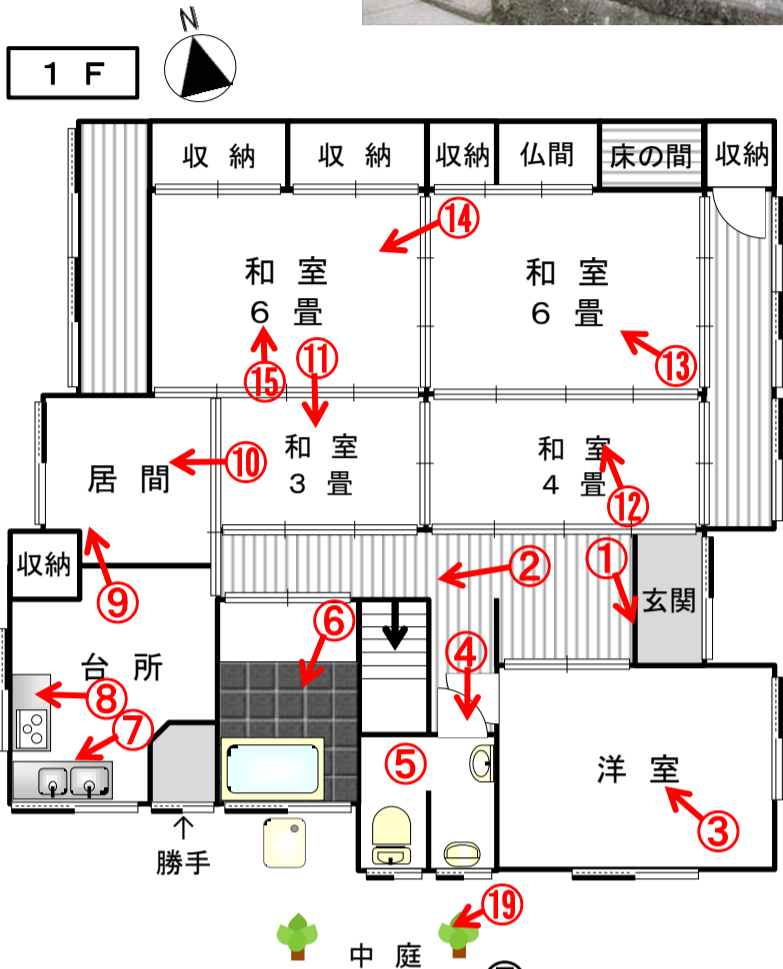 N
1 F
収 納
収 納
収納
仏間
床の間
収納
⑭
和 室
6 畳
和 室
6 畳
⑮
⑪
⑬
居 間
⑩
和 室
3 畳
和 室
4 畳
⑫
収納
⑨
②
①
玄関
⑥
台 所
⑧
⑦
④
⑤
洋 室
③
↑
勝手
⑲
中 庭